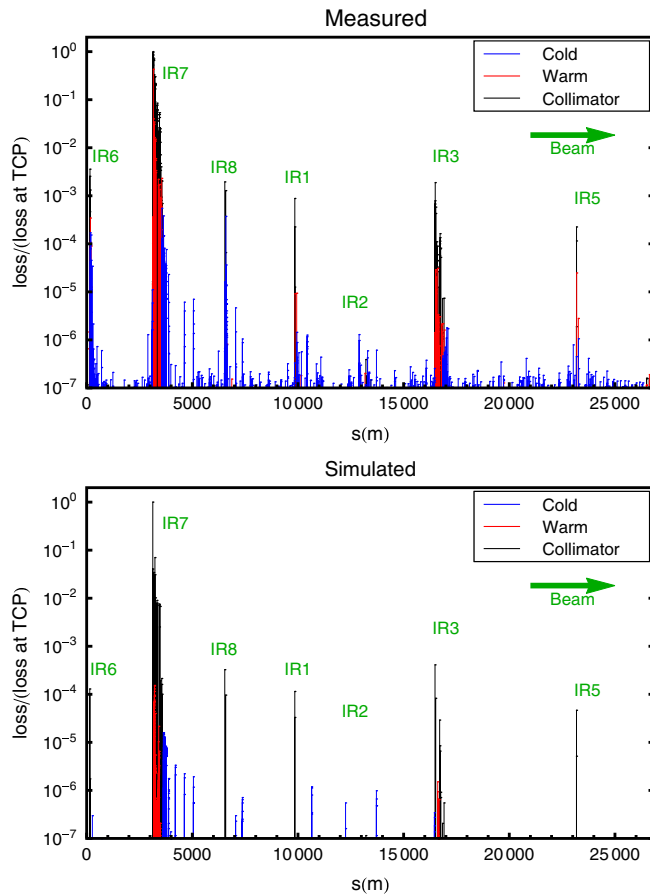 Measured
10⁰
10⁻¹
10⁻²
10⁻³
10⁻⁴
10⁻⁵
10⁻⁶
10⁻⁷
loss/(loss at TCP)
IR6
IR7
IR8
IR1
IR2
IR3
IR5
Cold
Warm
Collimator
Beam
0 5000 10 000 15 000 20 000 25 000
s(m)
Simulated
10⁰
10⁻¹
10⁻²
10⁻³
10⁻⁴
10⁻⁵
10⁻⁶
10⁻⁷
loss/(loss at TCP)
IR6
IR7
IR8
IR1
IR2
IR3
IR5
Cold
Warm
Collimator
Beam
0 5000 10 000 15 000 20 000 25 000
s(m)